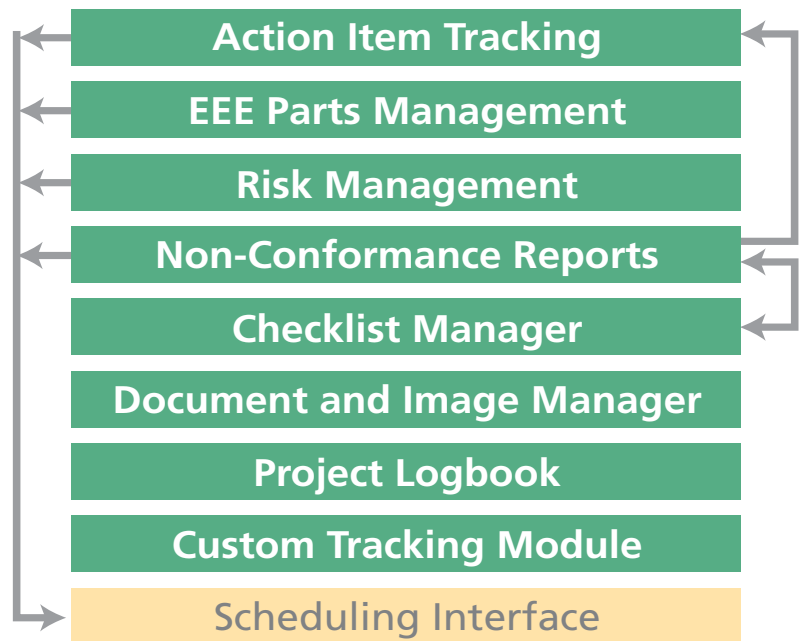 Action Item Tracking
EEE Parts Management
Risk Management
Non-Conformance Reports
Checklist Manager
Document and Image Manager
Project Logbook
Custom Tracking Module
Scheduling Interface